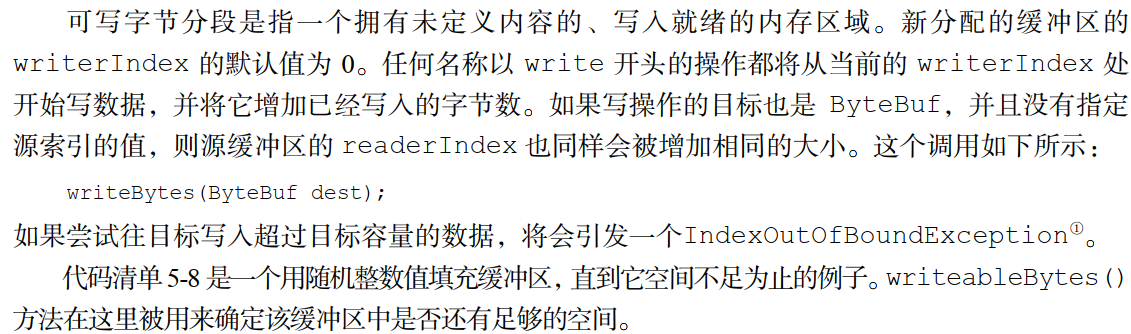 可写字节分段是指一个拥有未定义内容的、写入就绪的内存区域。新分配的缓冲区的
writerIndex 的默认值为 0。任何名称以 write 开头的操作都将从当前的 writerIndex 处
开始写数据，并将它增加已经写入的字节数。如果写操作的目标也是 ByteBuf，并且没有指定
源索引的值，则源缓冲区的 readerIndex 也同样会被增加相同的大小。这个调用如下所示：
writeBytes(ByteBuf dest);
如果尝试往目标写入超过目标容量的数据，将会引发一个IndexOutOfBoundException①。
代码清单 5-8 是一个用随机整数值填充缓冲区，直到它空间不足为止的例子。writeableBytes()
方法在这里被用来确定该缓冲区中是否还有足够的空间。